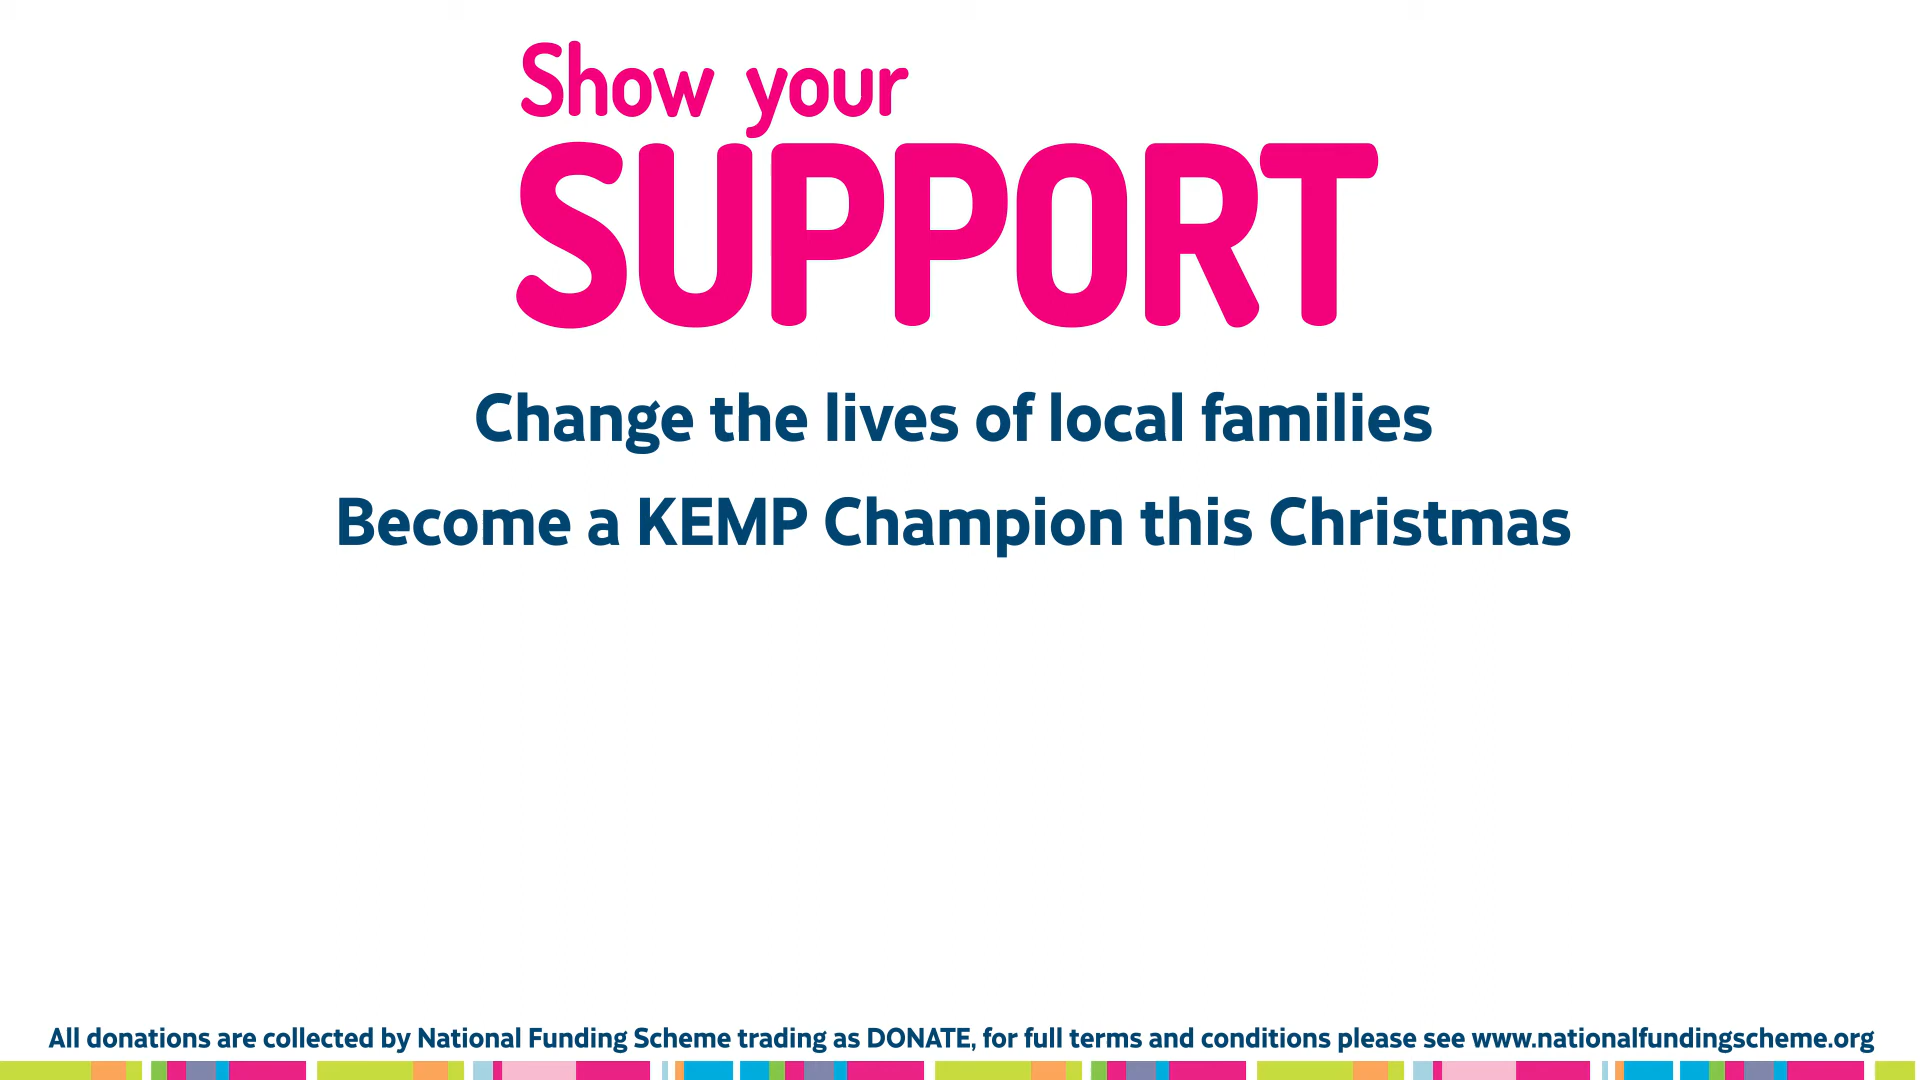 Show your
SUPPORT
Change the lives of local families
Become a KEMP Champion this Christmas
All donations are collected by National Funding Scheme trading as DONATE, for full terms and conditions please see www.nationalfundingscheme.org